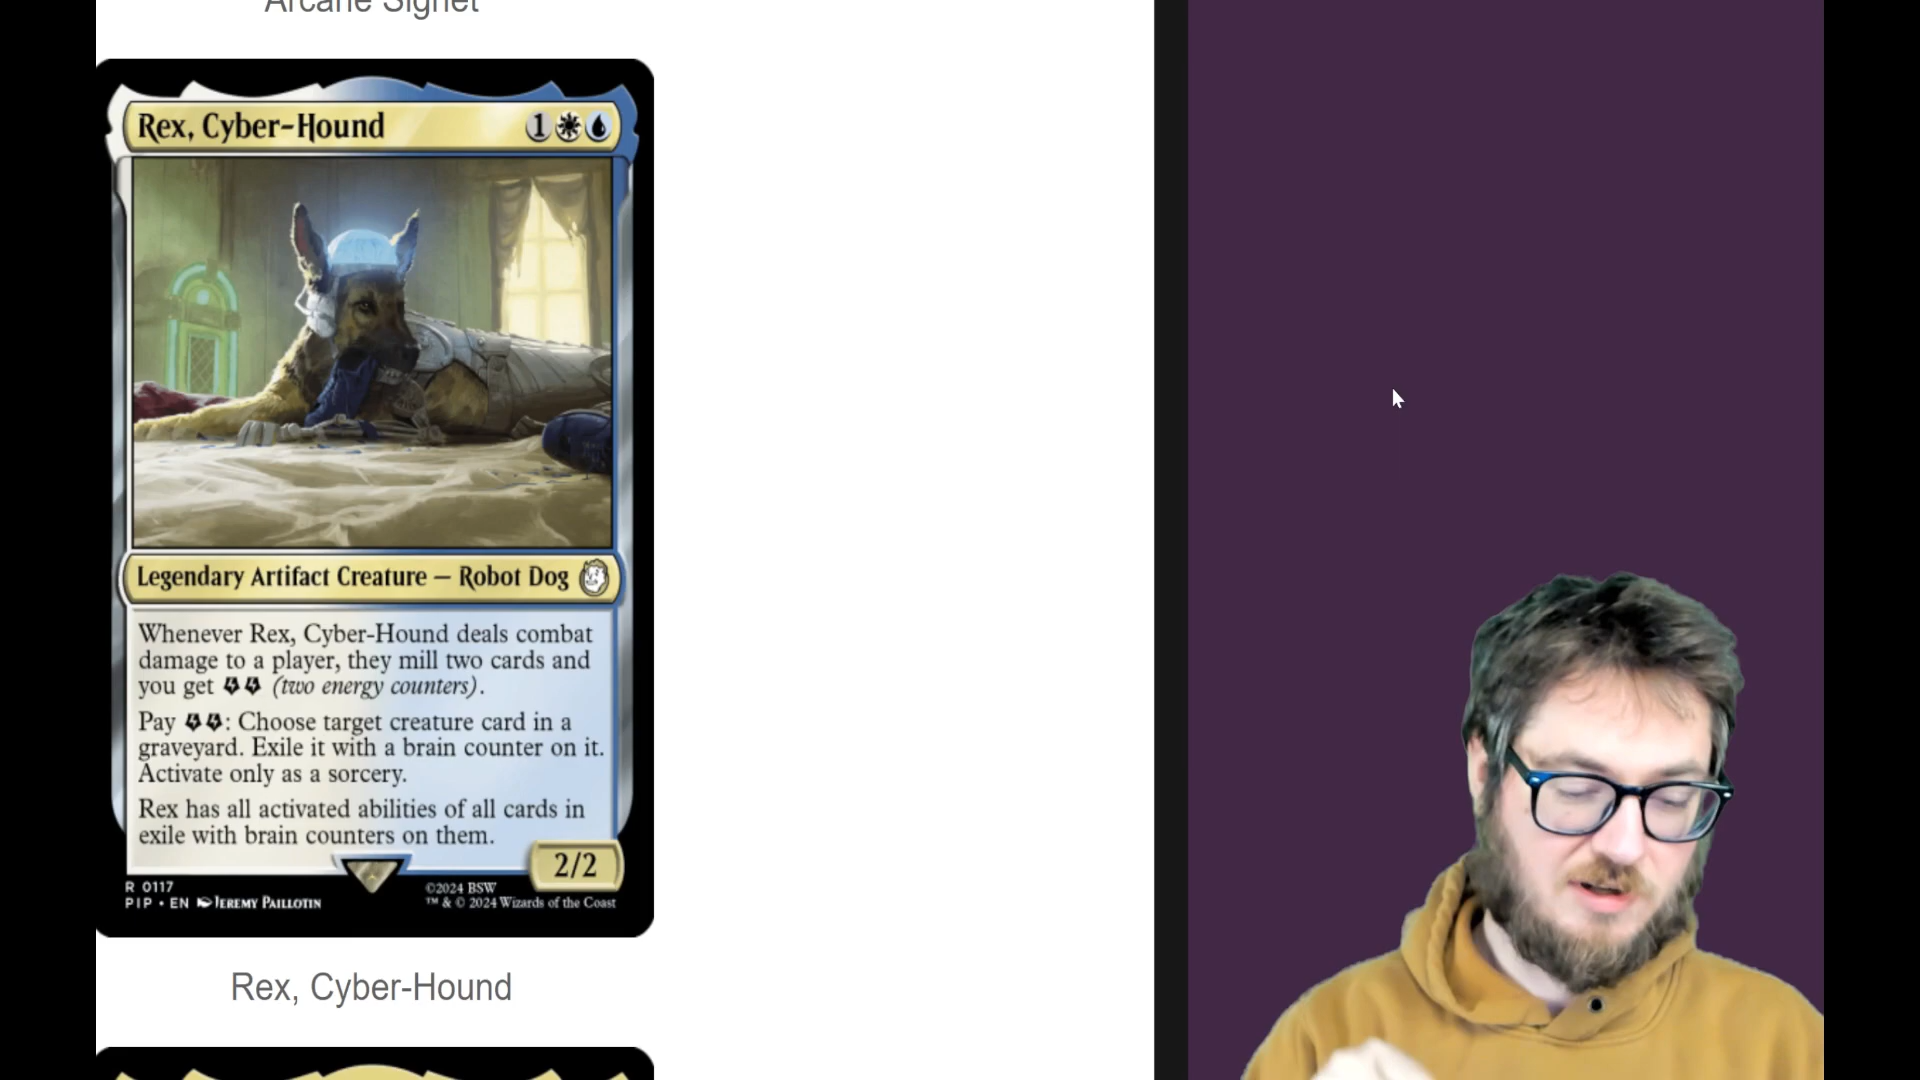 Arcane Signet
Rex, Cyber-Hound
1
Legendary Artifact Creature — Robot Dog
Whenever Rex, Cyber-Hound deals combat
damage to a player, they mill two cards and
you get (two energy counters).
Pay : Choose target creature card in a
graveyard. Exile it with a brain counter on it.
Activate only as a sorcery.
Rex has all activated abilities of all cards in
exile with brain counters on them.
2/2
R 0117
PIP • EN Jeremy Paillotin
©2024 BSW
™ & © 2024 Wizards of the Coast
Rex, Cyber-Hound